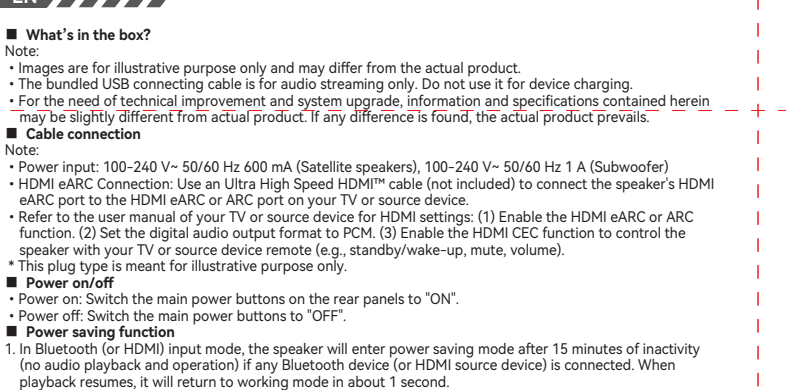 EN
■ What's in the box?
Note:
• Images are for illustrative purpose only and may differ from the actual product.
• The bundled USB connecting cable is for audio streaming only. Do not use it for device charging.
• For the need of technical improvement and system upgrade, information and specifications contained herein
may be slightly different from actual product. If any difference is found, the actual product prevails.
■ Cable connection
Note:
• Power input: 100-240 V~ 50/60 Hz 600 mA (Satellite speakers), 100-240 V~ 50/60 Hz 1 A (Subwoofer)
• HDMI eARC Connection: Use an Ultra High Speed HDMI™ cable (not included) to connect the speaker's HDMI
eARC port to the HDMI eARC or ARC port on your TV or source device.
• Refer to the user manual of your TV or source device for HDMI settings: (1) Enable the HDMI eARC or ARC
function. (2) Set the digital audio output format to PCM. (3) Enable the HDMI CEC function to control the
speaker with your TV or source device remote (e.g., standby/wake-up, mute, volume).
* This plug type is meant for illustrative purpose only.
■ Power on/off
• Power on: Switch the main power buttons on the rear panels to "ON".
• Power off: Switch the main power buttons to "OFF".
■ Power saving function
1. In Bluetooth (or HDMI) input mode, the speaker will enter power saving mode after 15 minutes of inactivity
(no audio playback and operation) if any Bluetooth device (or HDMI source device) is connected. When
playback resumes, it will return to working mode in about 1 second.